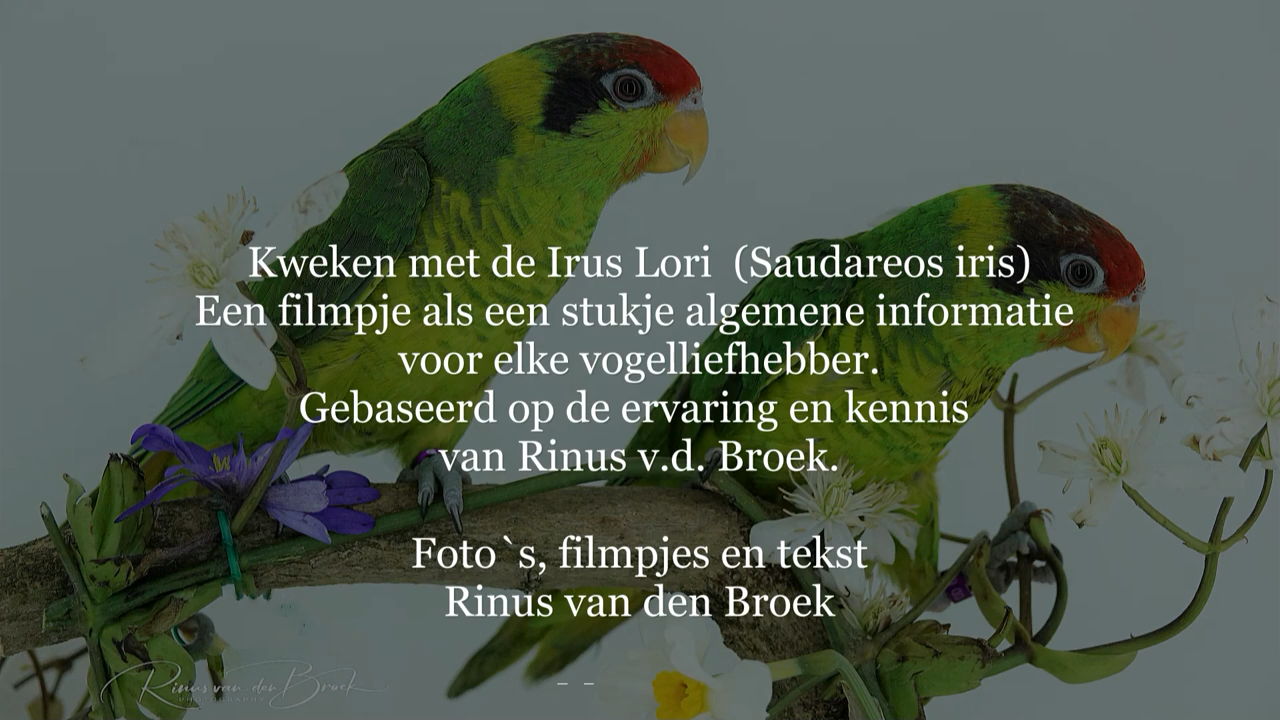 Kweken met de Irus Lori (Saudareos iris)
Een filmpje als een stukje algemene informatie
voor elke vogelliefhebber.
Gebaseerd op de ervaring en kennis
van Rinus v.d. Broek.
Foto`s, filmpjes en tekst
Rinus van den Broek
Rinus van den Broek
PHOTOGRAPHY